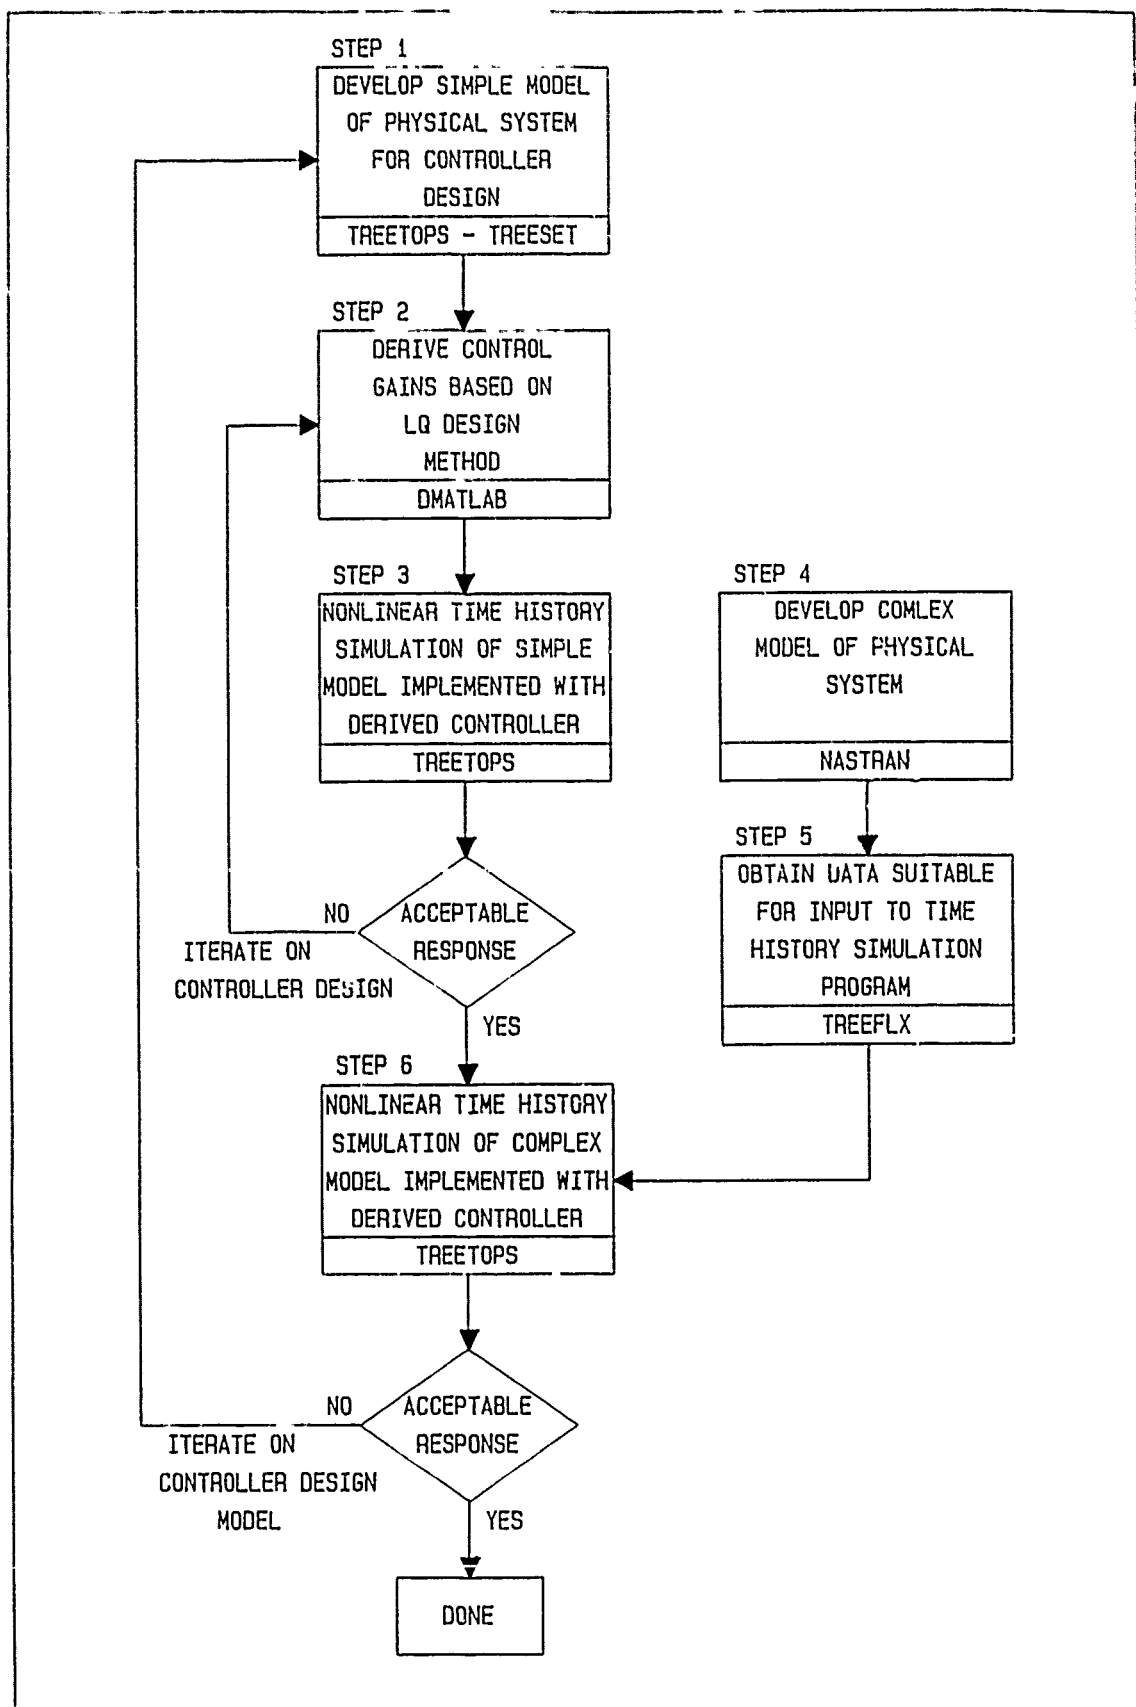 STEP 1
DEVELOP SIMPLE MODEL
OF PHYSICAL SYSTEM
FOR CONTROLLER
DESIGN
TREETOPS - TREESET
STEP 2
DERIVE CONTROL
GAINS BASED ON
LQ DESIGN
METHOD
DMATLAB
STEP 3
NONLINEAR TIME HISTORY
SIMULATION OF SIMPLE
MODEL IMPLEMENTED WITH
DERIVED CONTROLLER
TREETOPS
STEP 4
DEVELOP COMLEX
MODEL OF PHYSICAL
SYSTEM
NASTRAN
STEP 5
OBTAIN DATA SUITABLE
FOR INPUT TO TIME
HISTORY SIMULATION
PROGRAM
TREEFLX
NO
ACCEPTABLE
RESPONSE
ITERATE ON
CONTROLLER DESIGN
YES
STEP 6
NONLINEAR TIME HISTORY
SIMULATION OF COMPLEX
MODEL IMPLEMENTED WITH
DERIVED CONTROLLER
TREETOPS
NO
ACCEPTABLE
RESPONSE
ITERATE ON
CONTROLLER DESIGN
MODEL
YES
DONE